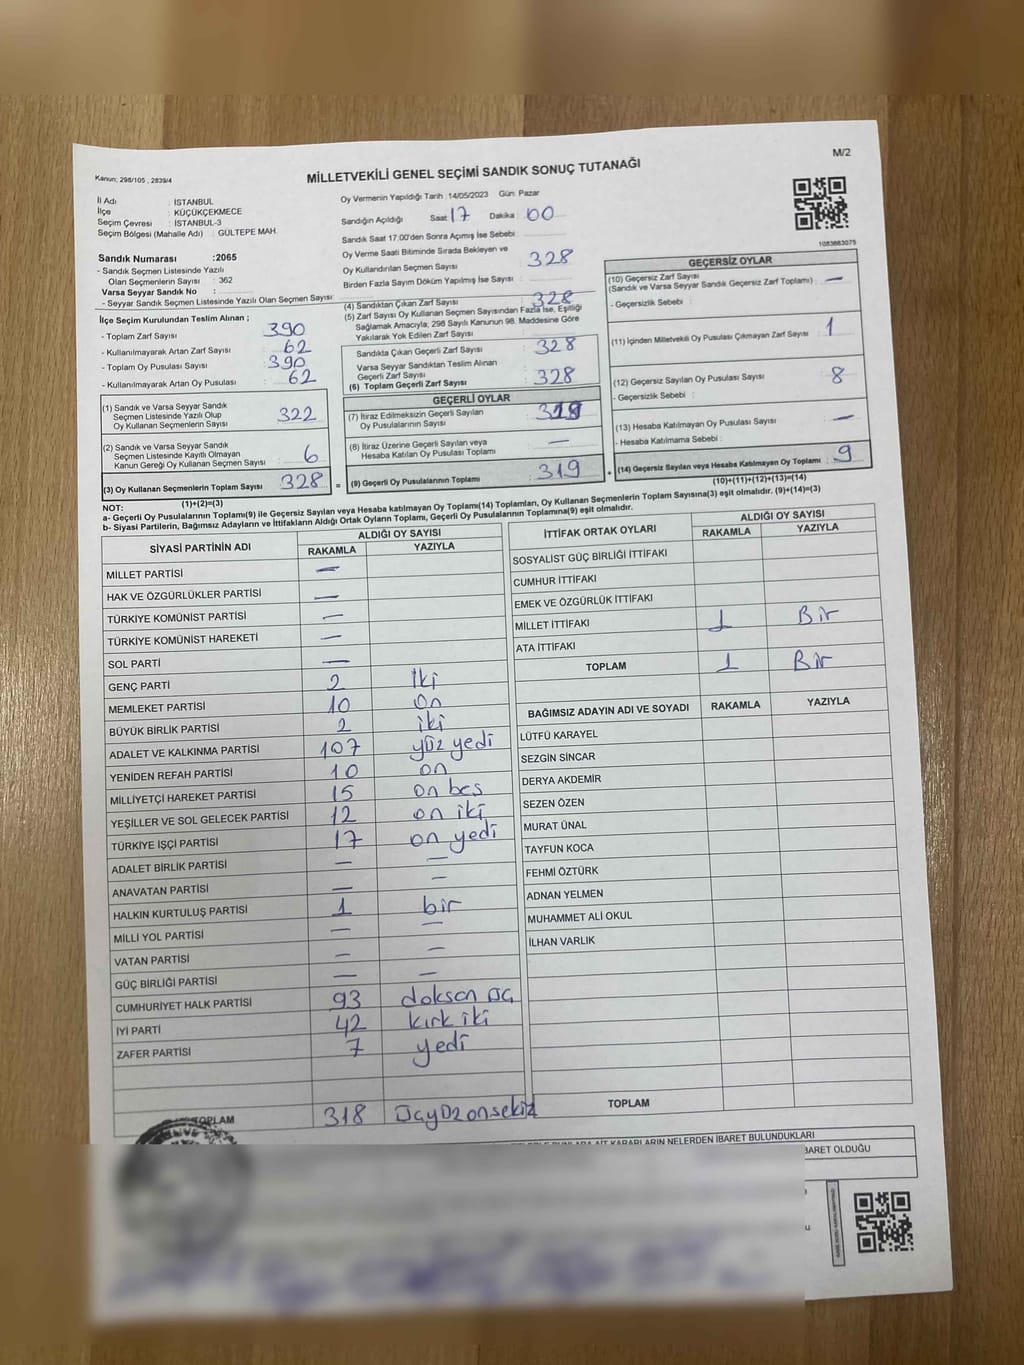 M/2
Kanun; 298/105 , 2839/4
MİLLETVEKİLİ GENEL SEÇİMİ SANDIK SONUÇ TUTANAĞI
İl Adı : İSTANBUL
İlçe : KÜÇÜKÇEKMECE
Seçim Çevresi : İSTANBUL-3
Seçim Bölgesi (Mahalle Adı) : GÜLTEPE MAH.
Sandık Numarası :2065
- Sandık Seçmen Listesinde Yazılı
Olan Seçmenlerin Sayısı : 362
Varsa Seyyar Sandık No :
- Seyyar Sandık Seçmen Listesinde Yazılı Olan Seçmen Sayısı:
İlçe Seçim Kurulundan Teslim Alınan ;
- Toplam Zarf Sayısı : 390
- Kullanılmayarak Artan Zarf Sayısı : 62
- Toplam Oy Pusulası Sayısı : 390
- Kullanılmayarak Artan Oy Pusulası : 62
(1) Sandık ve Varsa Seyyar Sandık
Seçmen Listesinde Yazılı Olup
Oy Kullanan Seçmenlerin Sayısı : 322
(2) Sandık ve Varsa Seyyar Sandık
Seçmen Listesinde Kayıtlı Olmayan
Kanun Gereği Oy Kullanan Seçmen Sayısı : 6
(3) Oy Kullanan Seçmenlerin Toplam Sayısı : 328
(1)+(2)=(3)
Oy Vermenin Yapıldığı Tarih :14/05/2023 Gün: Pazar
Sandığın Açıldığı Saat 17 Dakika : 00
Sandık Saat 17.00'den Sonra Açımış İse Sebebi :
Oy Verme Saati Bitiminde Sırada Bekleyen ve
Oy Kullandırılan Seçmen Sayısı : 328
Birden Fazla Sayım Döküm Yapılmış İse Sayısı :
(4) Sandıktan Çıkan Zarf Sayısı : 328
(5) Zarf Sayısı Oy Kullanan Seçmen Sayısından Fazla İse, Eşitliği
Sağlamak Amacıyla; 298 Sayılı Kanunun 98. Maddesine Göre
Yakılarak Yok Edilen Zarf Sayısı :
Sandıkta Çıkan Geçerli Zarf Sayısı : 328
Varsa Seyyar Sandıktan Teslim Alınan
Geçerli Zarf Sayısı
(6) Toplam Geçerli Zarf Sayısı : 328
GEÇERLİ OYLAR
(7) İtiraz Edilmeksizin Geçerli Sayılan
Oy Pusulalarının Sayısı : 319
(8) İtiraz Üzerine Geçerli Sayılan veya
Hesaba Katılan Oy Pusulası Toplamı : —
(9) Geçerli Oy Pusulalarının Toplamı : 319
1083663075
GEÇERSİZ OYLAR
(10) Geçersiz Zarf Sayısı
(Sandık ve Varsa Seyyar Sandık Geçersiz Zarf Toplamı) : —
- Geçersizlik Sebebi :
(11) İçinden Milletvekili Oy Pusulası Çıkmayan Zarf Sayısı : 1
(12) Geçersiz Sayılan Oy Pusulası Sayısı : 8
- Geçersizlik Sebebi :
(13) Hesaba Katılmayan Oy Pusulası Sayısı : —
- Hesaba Katılmama Sebebi :
(14) Geçersiz Sayılan veya Hesaba Katılmayan Oy Toplamı : 9
(10)+(11)+(12)+(13)=(14)
NOT:
a- Geçerli Oy Pusulalarının Toplamı(9) ile Geçersiz Sayılan veya Hesaba Katılmayan Oy Toplamı(14) Toplamları, Oy Kullanan Seçmenlerin Toplam Sayısına(3) eşit olmalıdır. (9)+(14)=(3)
b- Siyasi Partilerin, Bağımsız Adayların ve İttifakların Aldığı Ortak Oyların Toplamı, Geçerli Oy Pusulalarının Toplamına(9) eşit olmalıdır.
SİYASİ PARTİNİN ADI
ALDIĞI OY SAYISI
RAKAMLA YAZIYLA
MİLLET PARTİSİ —
HAK VE ÖZGÜRLÜKLER PARTİSİ —
TÜRKİYE KOMÜNİST PARTİSİ —
TÜRKİYE KOMÜNİST HAREKETİ —
SOL PARTİ —
GENÇ PARTİ 2 İki
MEMLEKET PARTİSİ 10 On
BÜYÜK BİRLİK PARTİSİ 2 iki
ADALET VE KALKINMA PARTİSİ 107 yüz yedi
YENİDEN REFAH PARTİSİ 10 on
MİLLİYETÇİ HAREKET PARTİSİ 15 on beş
YEŞİLLER VE SOL GELECEK PARTİSİ 12 on iki
TÜRKİYE İŞÇİ PARTİSİ 17 on yedi
ADALET BİRLİK PARTİSİ — —
ANAVATAN PARTİSİ — —
HALKIN KURTULUŞ PARTİSİ 1 bir
MİLLİ YOL PARTİSİ — —
VATAN PARTİSİ — —
GÜÇ BİRLİĞİ PARTİSİ — —
CUMHURİYET HALK PARTİSİ 93 doksan üç
İYİ PARTİ 42 kırk iki
ZAFER PARTİSİ 7 yedi
TOPLAM 318 üçyüzonsekiz
İTTİFAK ORTAK OYLARI
ALDIĞI OY SAYISI
RAKAMLA YAZIYLA
SOSYALİST GÜÇ BİRLİĞİ İTTİFAKI
CUMHUR İTTİFAKI
EMEK VE ÖZGÜRLÜK İTTİFAKI
MİLLET İTTİFAKI 1 Bir
ATA İTTİFAKI
TOPLAM 1 Bir
BAĞIMSIZ ADAYIN ADI VE SOYADI RAKAMLA YAZIYLA
LÜTFÜ KARAYEL
SEZGİN SİNCAR
DERYA AKDEMİR
SEZEN ÖZEN
MURAT ÜNAL
TAYFUN KOCA
FEHMİ ÖZTÜRK
ADNAN YELMEN
MUHAMMET ALİ OKUL
İLHAN VARLIK
TOPLAM
KARARLARIN NELERDEN İBARET BULUNDUKLARI
BARET OLDUĞU